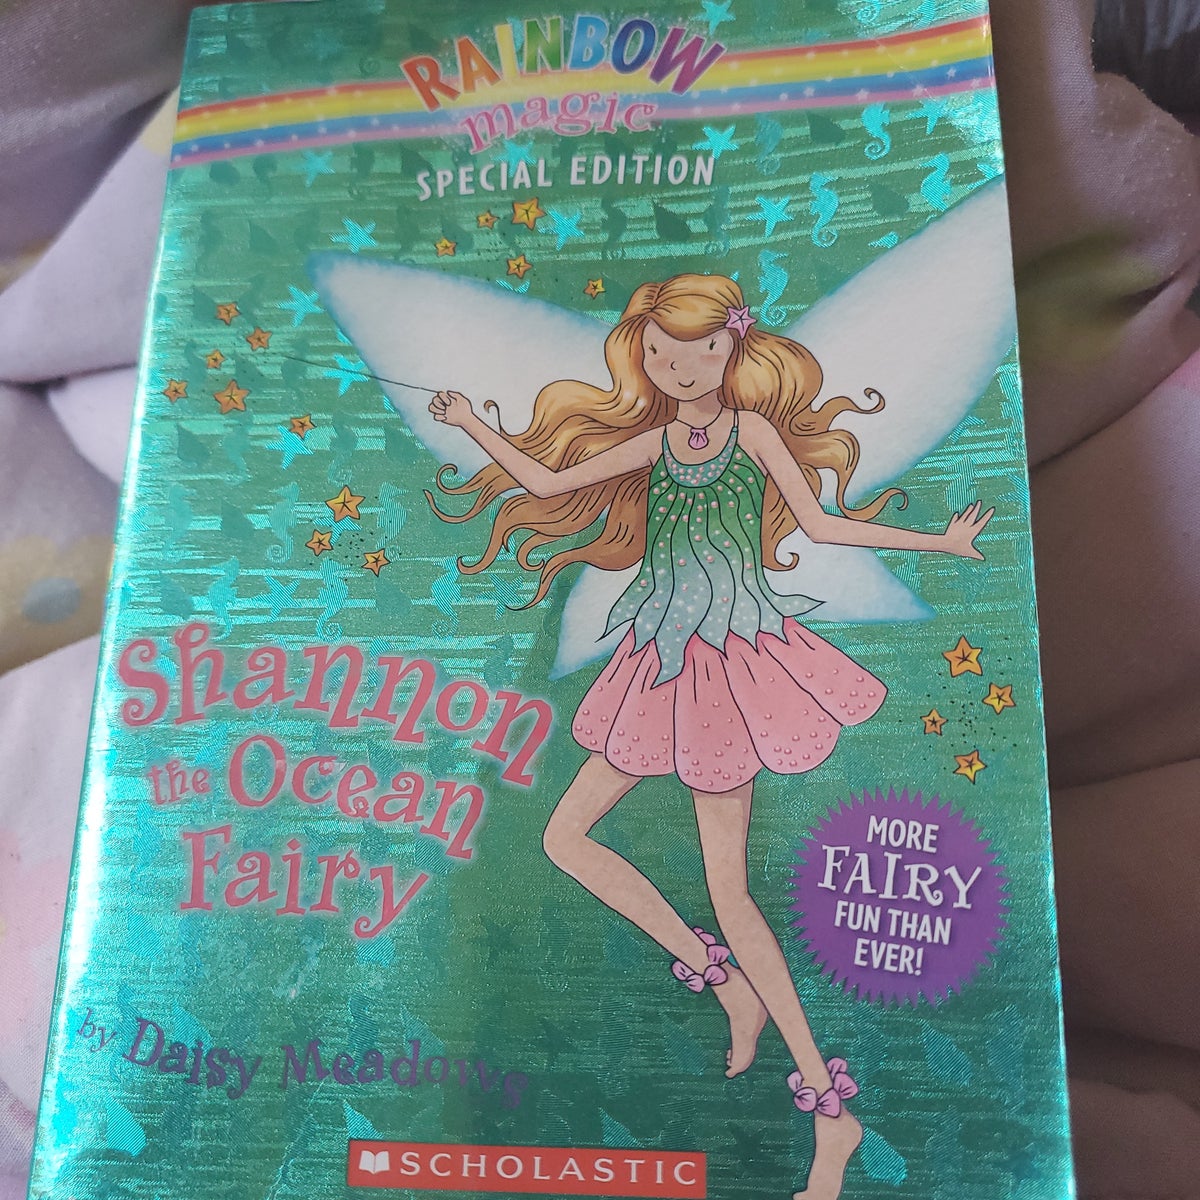 RAINBOW
magic
SPECIAL EDITION
Shannon
the Ocean
Fairy
MORE
FAIRY
FUN THAN
EVER!
by Daisy Meadows
SCHOLASTIC